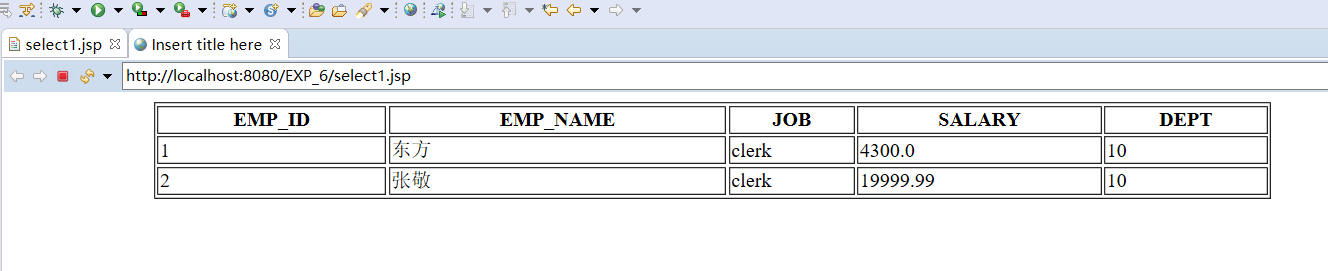 select1.jsp Insert title here
http://localhost:8080/EXP_6/select1.jsp
EMP_ID EMP_NAME JOB SALARY DEPT
1 东方 clerk 4300.0 10
2 张敬 clerk 19999.99 10